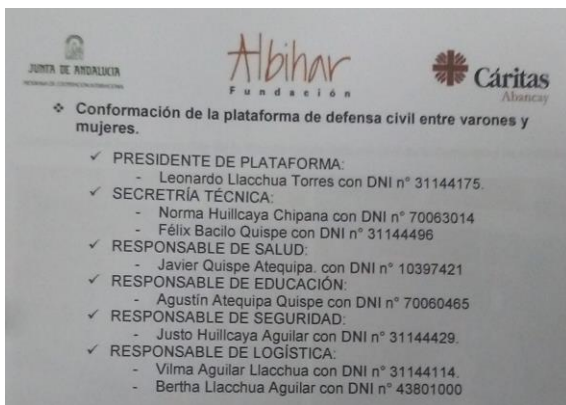 JUNTA DE ANDALUCIA
Albihar
Fundación
Cáritas
Abancay
❖ Conformación de la plataforma de defensa civil entre varones y
mujeres.
✓ PRESIDENTE DE PLATAFORMA:
- Leonardo Llacchua Torres con DNI n° 31144175.
✓ SECRETRÍA TÉCNICA:
- Norma Huillcaya Chipana con DNI n° 70063014
- Félix Bacilo Quispe con DNI n° 31144496
✓ RESPONSABLE DE SALUD:
- Javier Quispe Atequipa. con DNI n° 10397421
✓ RESPONSABLE DE EDUCACIÓN:
- Agustín Atequipa Quispe con DNI n° 70060465
✓ RESPONSABLE DE SEGURIDAD:
- Justo Huillcaya Aguilar con DNI n° 31144429.
✓ RESPONSABLE DE LOGÍSTICA:
- Vilma Aguilar Llacchua con DNI n° 31144114.
- Bertha Llacchua Aguilar con DNI n° 43801000